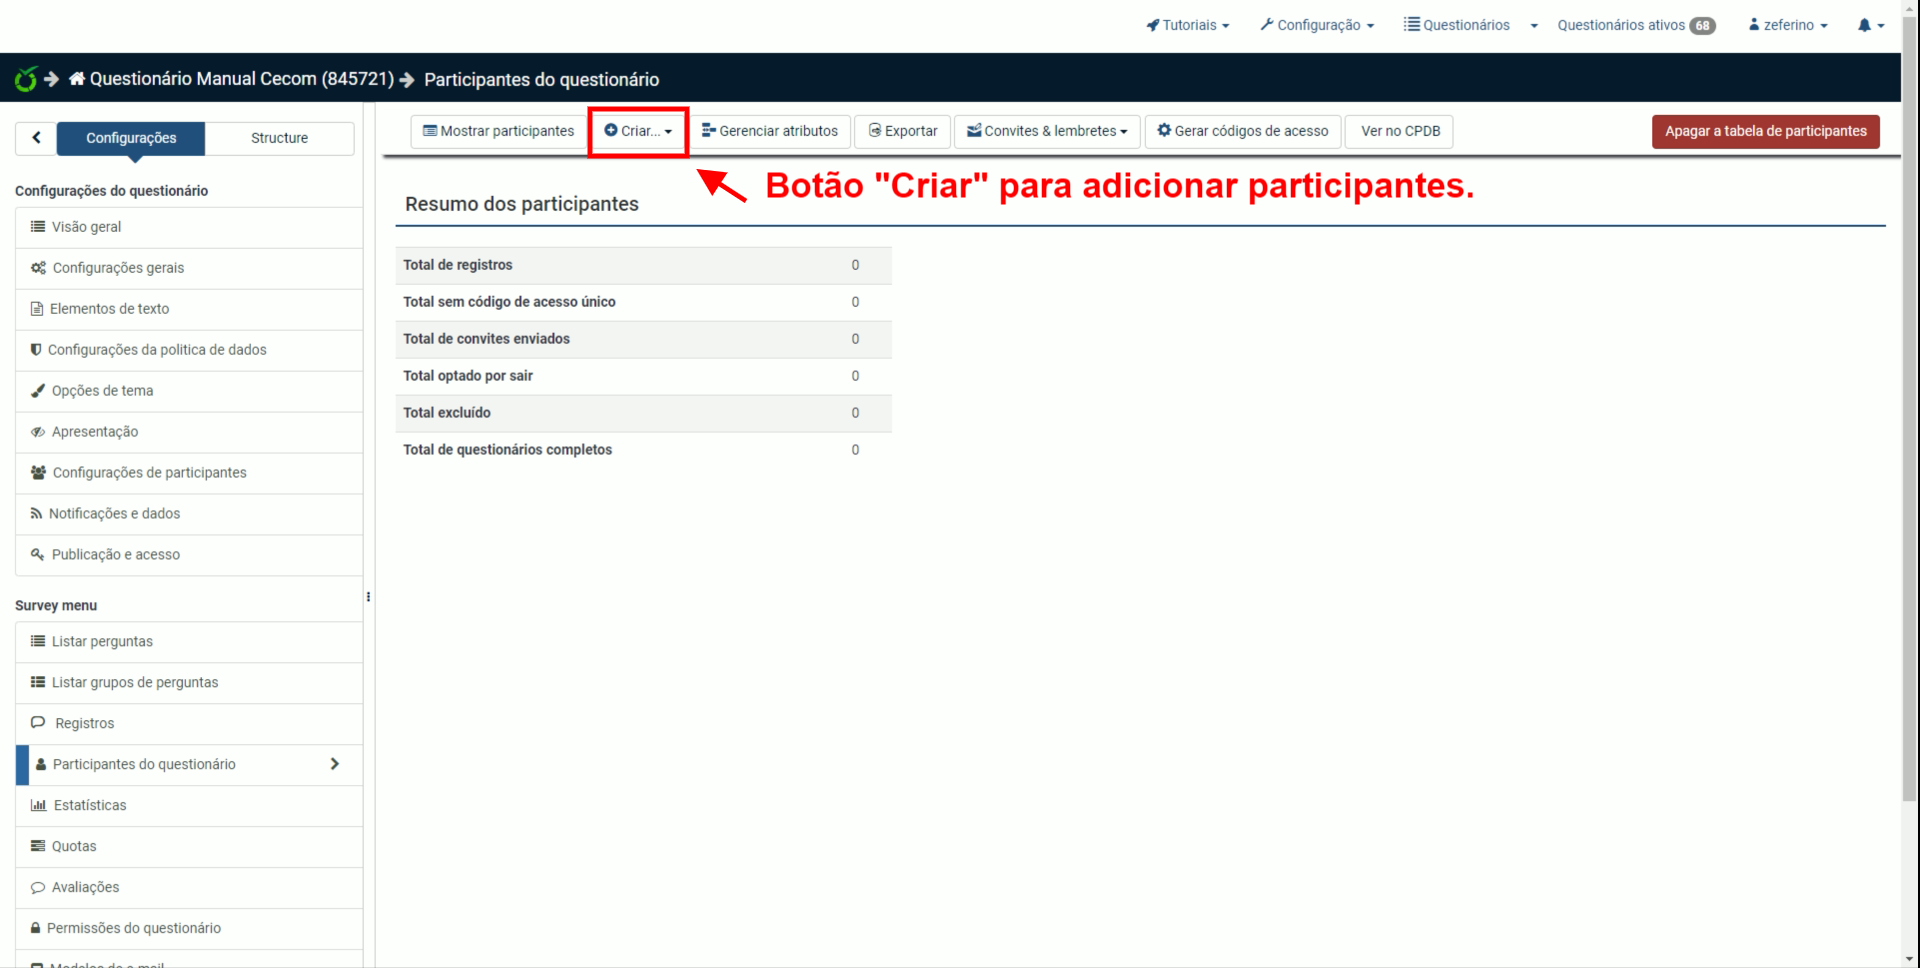 Tutoriais Configuração Questionários Questionários ativos 68 zeferino
Questionário Manual Cecom (845721) Participantes do questionário
Configurações Structure
Mostrar participantes Criar... Gerenciar atributos Exportar Convites & lembretes Gerar códigos de acesso Ver no CPDB Apagar a tabela de participantes
Botão "Criar" para adicionar participantes.
Configurações do questionário
Visão geral
Configurações gerais
Elementos de texto
Configurações da politica de dados
Opções de tema
Apresentação
Configurações de participantes
Notificações e dados
Publicação e acesso
Survey menu
Listar perguntas
Listar grupos de perguntas
Registros
Participantes do questionário
Estatísticas
Quotas
Avaliações
Permissões do questionário
Modelos de e-mail
Resumo dos participantes
Total de registros 0
Total sem código de acesso único 0
Total de convites enviados 0
Total optado por sair 0
Total excluído 0
Total de questionários completos 0